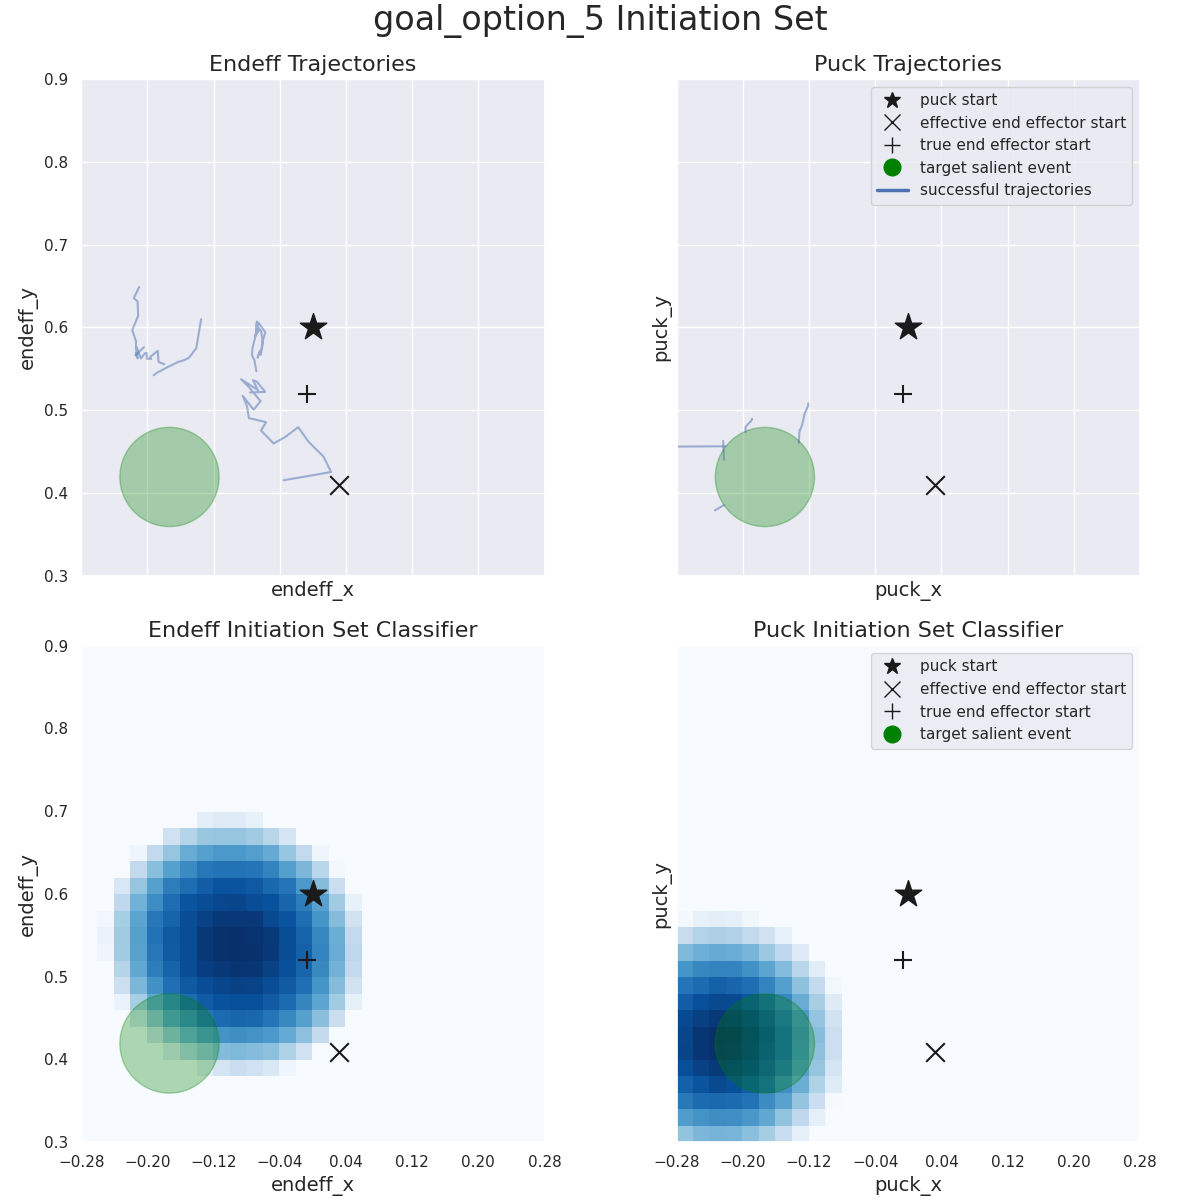 goal_option_5 Initiation Set
Endeff Trajectories
Puck Trajectories
0.9
0.8
0.7
0.6
0.5
0.4
0.3
endeff_y
endeff_x
puck start
effective end effector start
true end effector start
target salient event
successful trajectories
puck_y
puck_x
Endeff Initiation Set Classifier
Puck Initiation Set Classifier
0.9
0.8
0.7
0.6
0.5
0.4
0.3
endeff_y
−0.28 −0.20 −0.12 −0.04 0.04 0.12 0.20 0.28
endeff_x
puck start
effective end effector start
true end effector start
target salient event
puck_y
−0.28 −0.20 −0.12 −0.04 0.04 0.12 0.20 0.28
puck_x